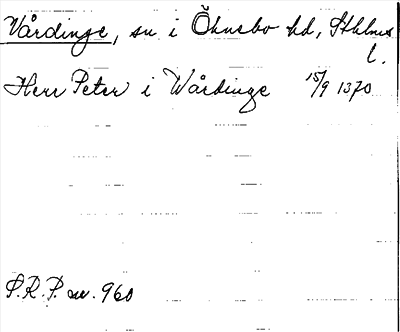 Vårdinge, sn i Öknebo hd, Sthlms
l.
Herr Peter i Wårdinge 15/9 1370
S.R.P. nr. 960